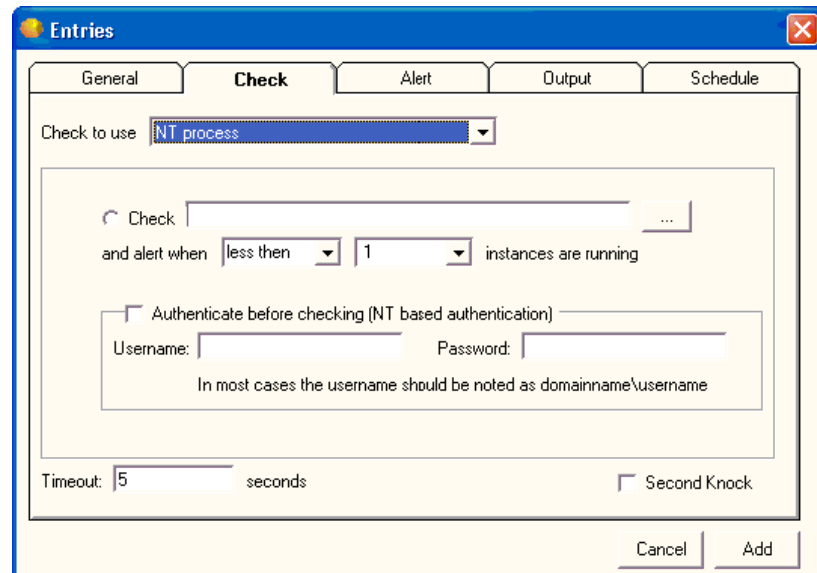 Entries
General Check Alert Output Schedule
Check to use NT process
Check ...
and alert when less then 1 instances are running
Authenticate before checking (NT based authentication)
Username: Password:
In most cases the username should be noted as domainname\username
Timeout: 5 seconds Second Knock
Cancel Add